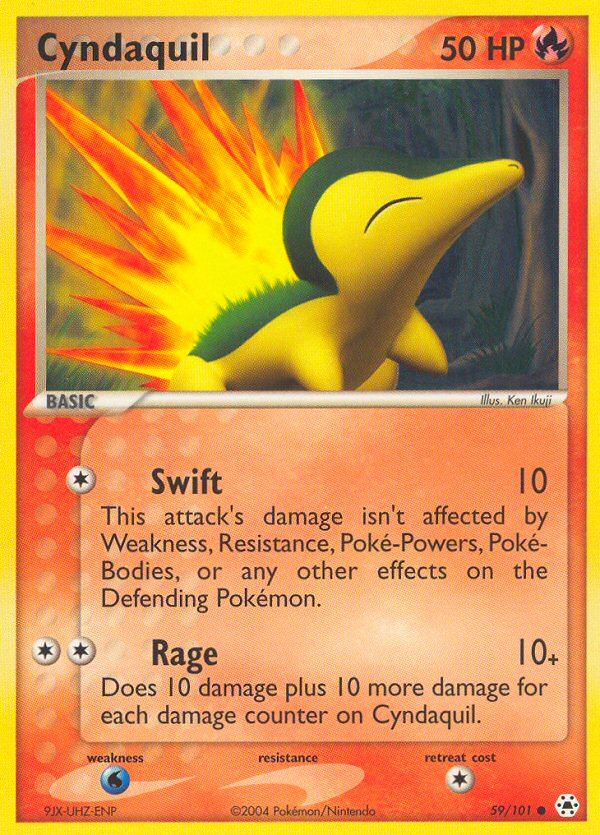 Cyndaquil 50 HP
BASIC
Illus. Ken Ikuji
Swift 10
This attack's damage isn't affected by
Weakness, Resistance, Poké-Powers, Poké-
Bodies, or any other effects on the
Defending Pokémon.
Rage 10+
Does 10 damage plus 10 more damage for
each damage counter on Cyndaquil.
weakness resistance retreat cost
9JX-UHZ-ENP ©2004 Pokémon/Nintendo 59/101